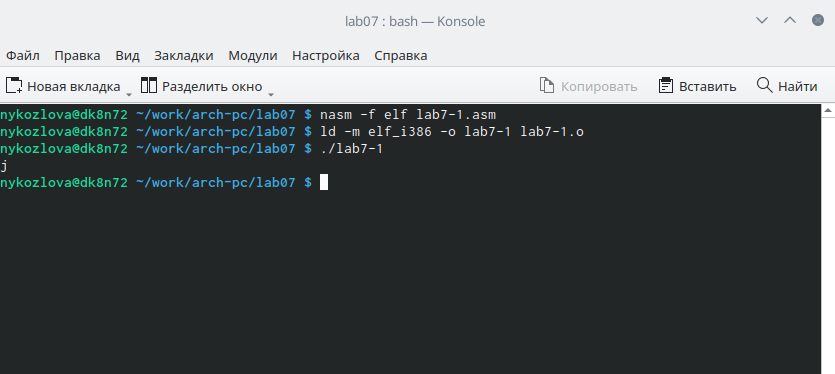 lab07 : bash — Konsole
Файл Правка Вид Закладки Модули Настройка Справка
Новая вкладка Разделить окно Копировать Вставить Найти
nykozlova@dk8n72 ~/work/arch-pc/lab07 $ nasm -f elf lab7-1.asm
nykozlova@dk8n72 ~/work/arch-pc/lab07 $ ld -m elf_i386 -o lab7-1 lab7-1.o
nykozlova@dk8n72 ~/work/arch-pc/lab07 $ ./lab7-1
j
nykozlova@dk8n72 ~/work/arch-pc/lab07 $